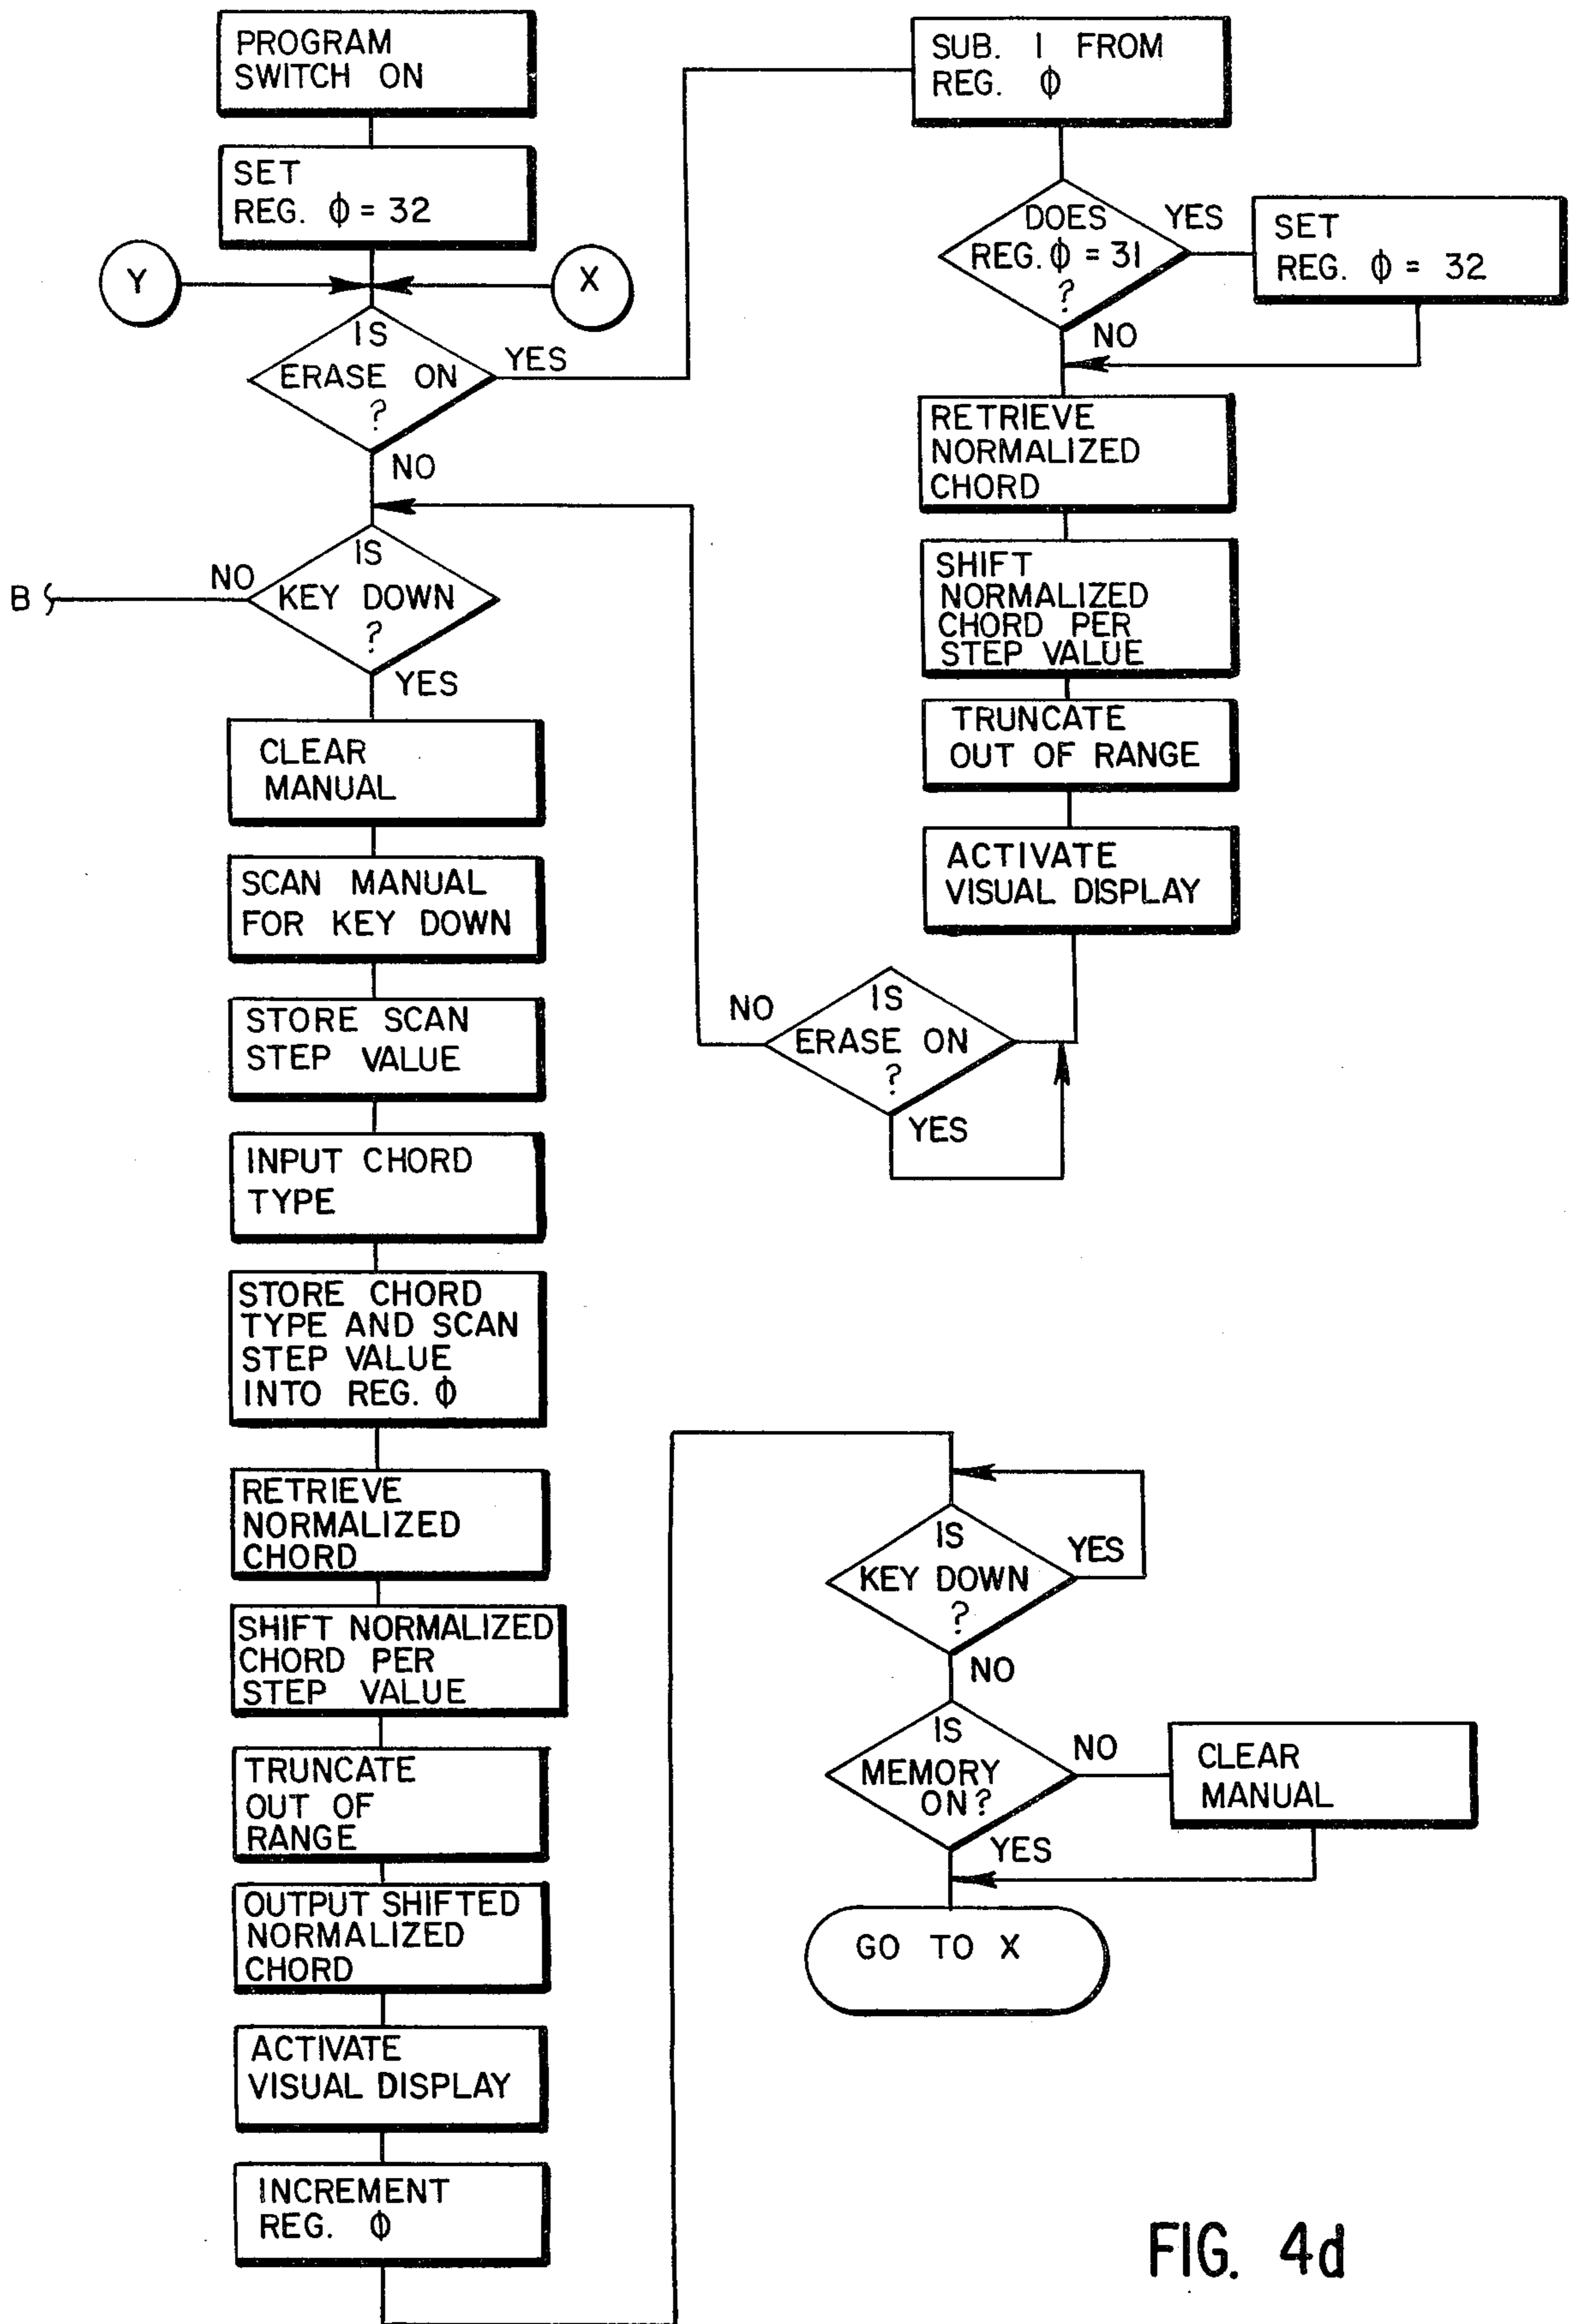 PROGRAM
SWITCH ON
SET
REG. ϕ = 32
Y
X
IS
ERASE ON
?
YES
NO
IS
KEY DOWN
?
NO
B
YES
CLEAR
MANUAL
SCAN MANUAL
FOR KEY DOWN
STORE SCAN
STEP VALUE
INPUT CHORD
TYPE
STORE CHORD
TYPE AND SCAN
STEP VALUE
INTO REG. ϕ
RETRIEVE
NORMALIZED
CHORD
SHIFT NORMALIZED
CHORD PER
STEP VALUE
TRUNCATE
OUT OF
RANGE
OUTPUT SHIFTED
NORMALIZED
CHORD
ACTIVATE
VISUAL DISPLAY
INCREMENT
REG. ϕ
SUB. 1 FROM
REG. ϕ
DOES
REG. ϕ = 31
?
YES
NO
SET
REG. ϕ = 32
RETRIEVE
NORMALIZED
CHORD
SHIFT
NORMALIZED
CHORD PER
STEP VALUE
TRUNCATE
OUT OF RANGE
ACTIVATE
VISUAL DISPLAY
IS
ERASE ON
?
NO
YES
IS
KEY DOWN
?
YES
NO
IS
MEMORY
ON?
NO
YES
CLEAR
MANUAL
GO TO X
FIG. 4d